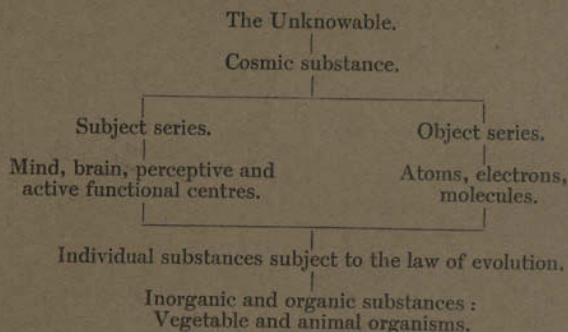 The Unknowable.
Cosmic substance.
Subject series.
Object series.
Mind, brain, perceptive and
active functional centres.
Atoms, electrons,
molecules.
Individual substances subject to the law of evolution.
Inorganic and organic substances :
Vegetable and animal organisms.